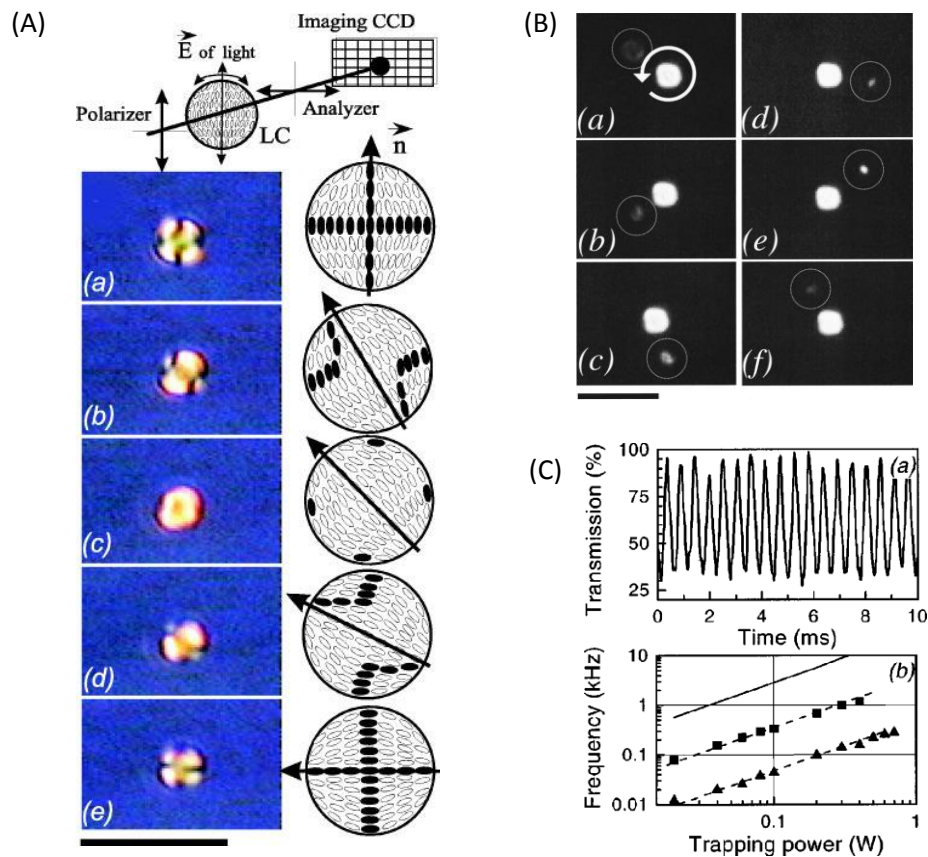 (A)
Imaging CCD
E of light
Polarizer
Analyzer
LC
n
(a)
(b)
(c)
(d)
(e)
(B)
(a)
(d)
(b)
(e)
(c)
(f)
(C)
Transmission (%)
100
75
50
25
(a)
0 2 4 6 8 10
Time (ms)
Frequency (kHz)
10
1
0.1
0.01
(b)
0.1 1
Trapping power (W)